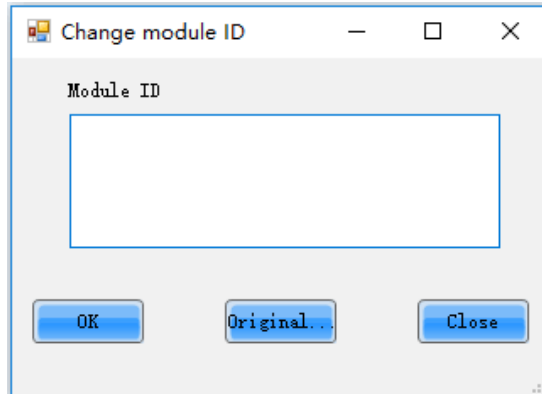 Change module ID
Module ID
OK
Original...
Close